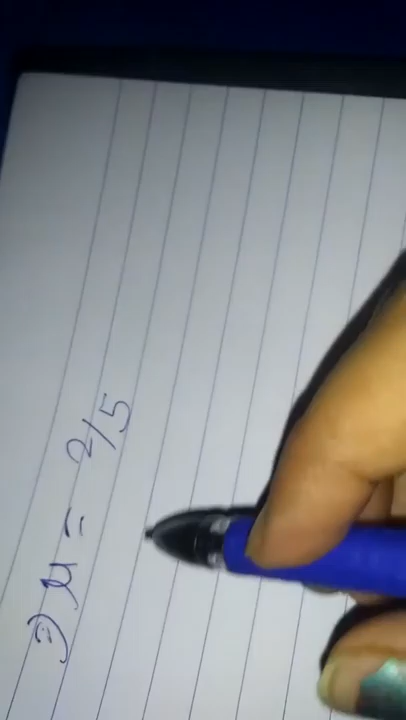 ⇒ μ = 2/5